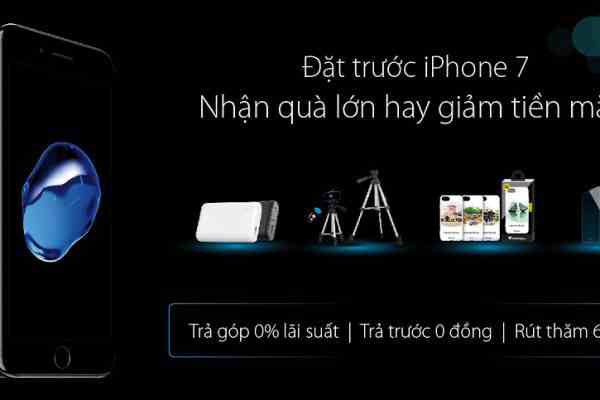 Đặt trước iPhone 7
Nhận quà lớn hay giảm tiền
Trả góp 0% lãi suất | Trả trước 0 đồng | Rút thăm 6